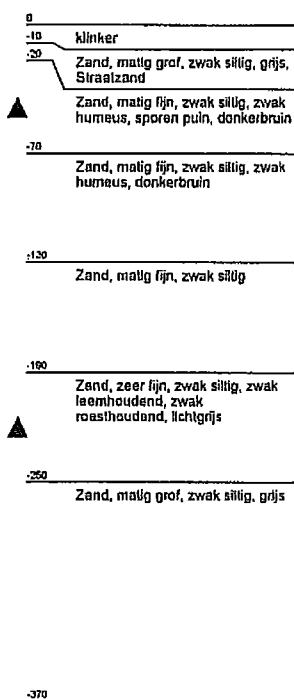 0
-10
klinker
-20
Zand, matig grof, zwak siltig, grijs,
Straatzand
Zand, matig fijn, zwak siltig, zwak
humeus, sporen puin, donkerbruin
-70
Zand, matig fijn, zwak siltig, zwak
humeus, donkerbruin
-130
Zand, matig fijn, zwak siltig
-190
Zand, zeer fijn, zwak siltig, zwak
leemhoudend, zwak
roesthoudend, lichtgrijs
-250
Zand, matig grof, zwak siltig, grijs
-370